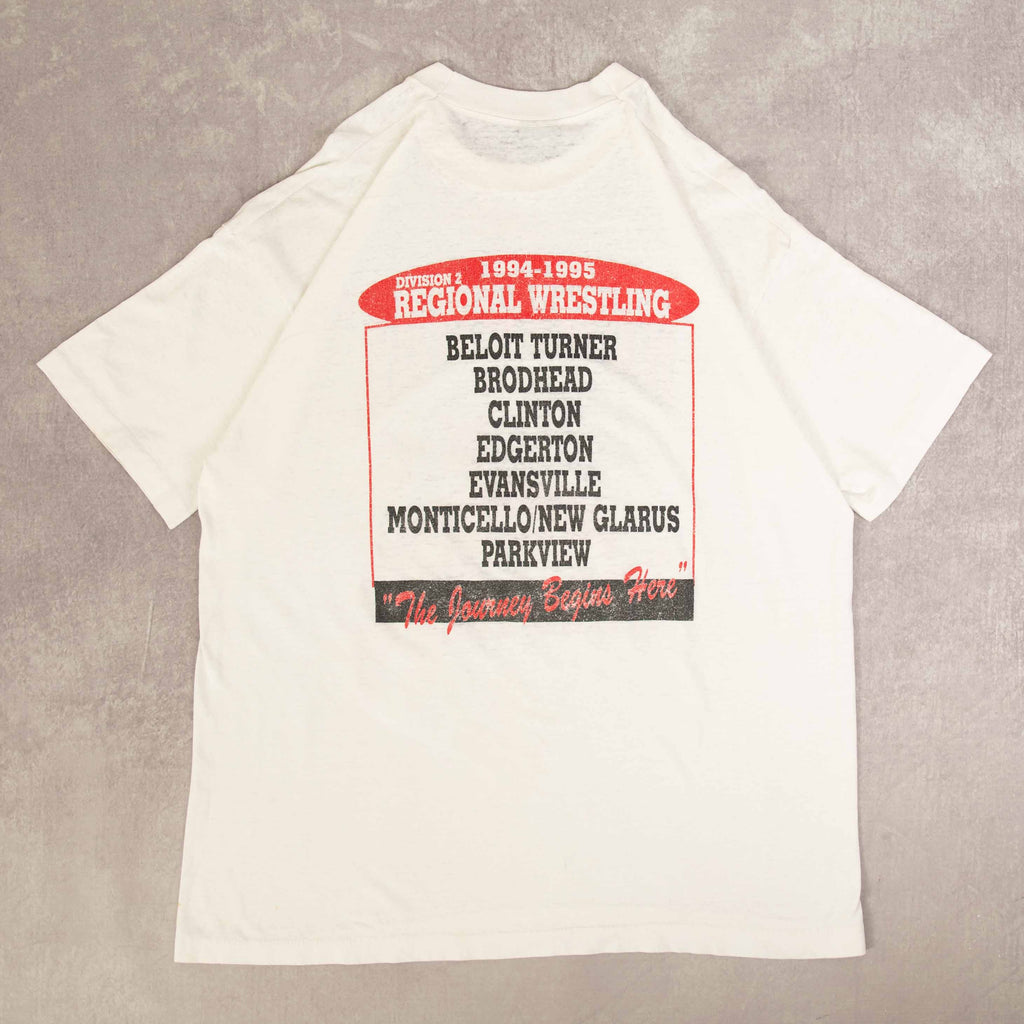 1994-1995
DIVISION 2
REGIONAL WRESTLING
BELOIT TURNER
BRODHEAD
CLINTON
EDGERTON
EVANSVILLE
MONTICELLO/NEW GLARUS
PARKVIEW
"The Journey Begins Here"